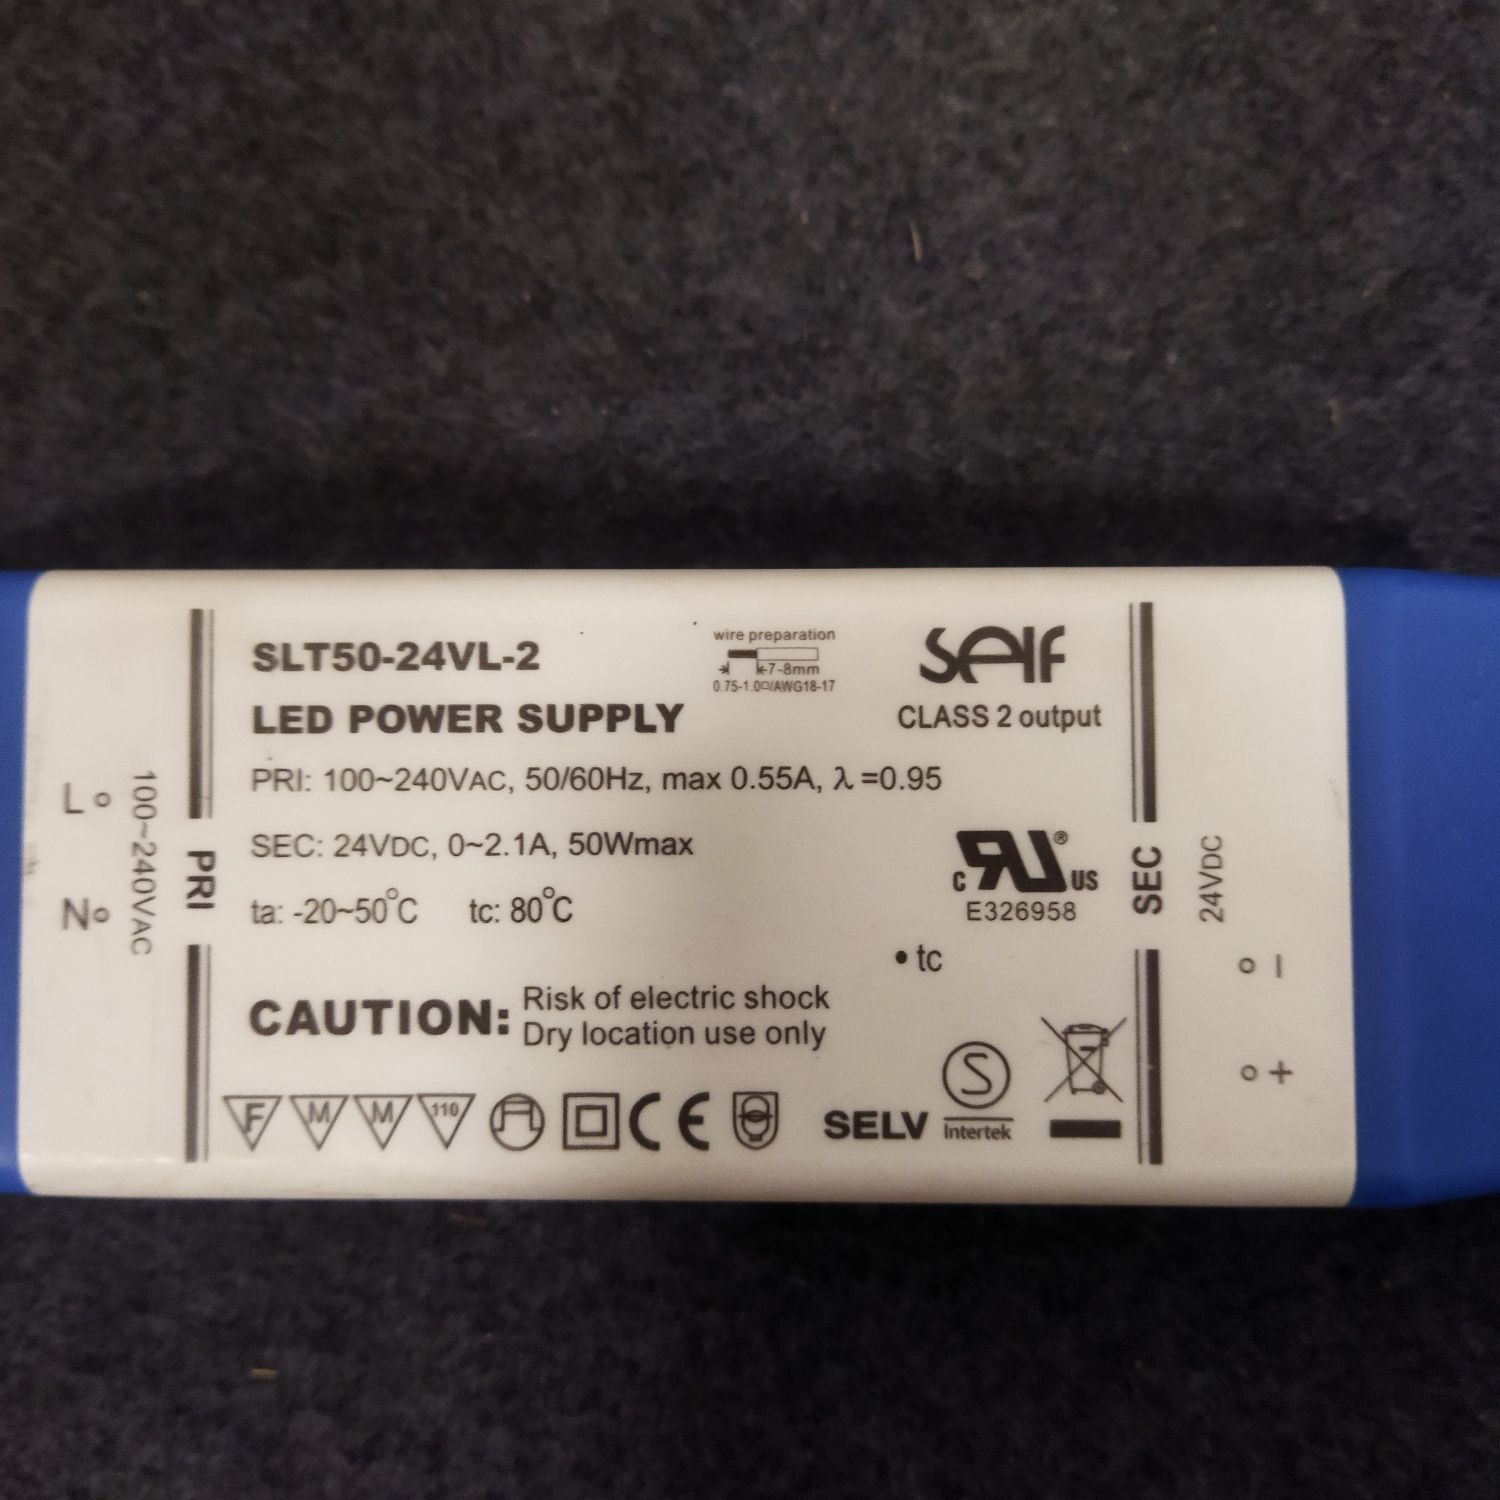 SLT50-24VL-2
LED POWER SUPPLY
wire preparation
7-8mm
0.75-1.0□/AWG18-17
Self
CLASS 2 output
PRI: 100~240VAC, 50/60Hz, max 0.55A, λ=0.95
SEC: 24VDC, 0~2.1A, 50Wmax
ta: -20~50°C tc: 80°C
c RU® US
E326958
• tc
CAUTION: Risk of electric shock
Dry location use only
F M M 110 CE SELV S Intertek
L
N
100~240VAC
PRI
SEC
24VDC
-
+